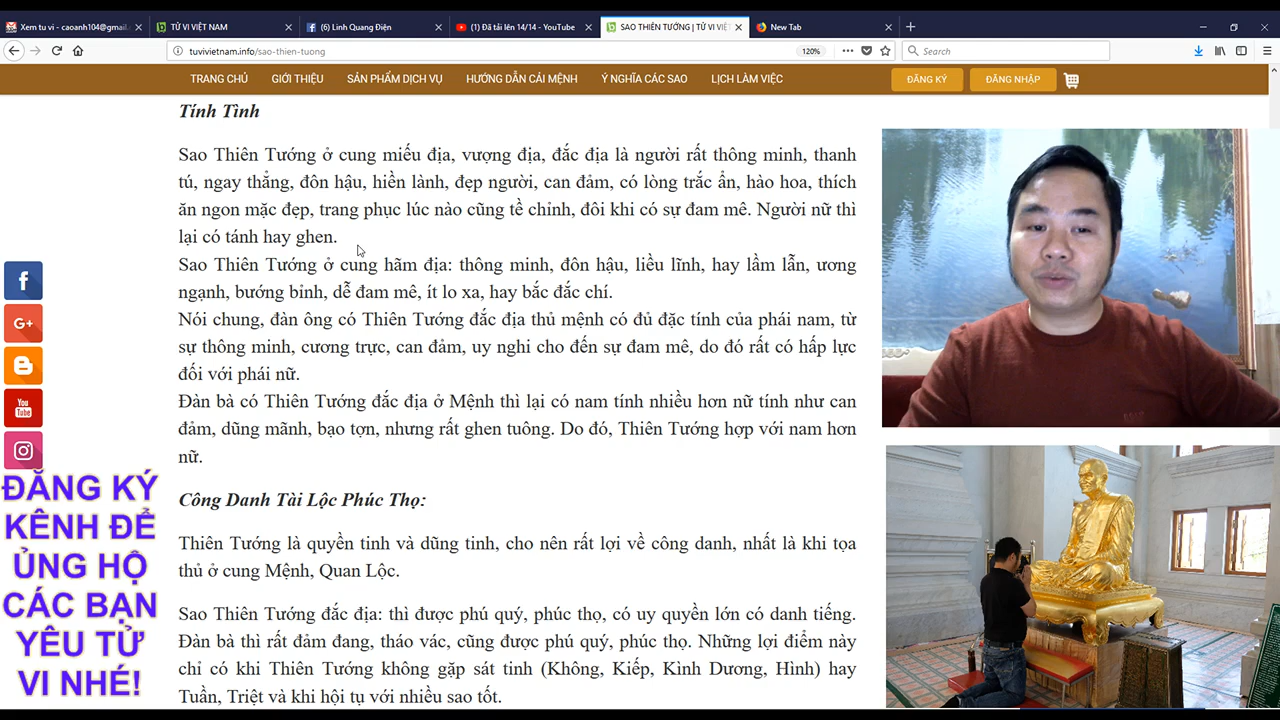 Xem tu vi - caoanh104@gmail.
TỬ VI VIỆT NAM
(6) Linh Quang Điện
(1) Đã tải lên 14/14 - YouTube
SAO THIÊN TƯỚNG | TỬ VI VIỆT
New Tab
tuvivietnam.info/sao-thien-tuong
120%
Search
TRANG CHỦ
GIỚI THIỆU
SẢN PHẨM DỊCH VỤ
HƯỚNG DẪN CẢI MỆNH
Ý NGHĨA CÁC SAO
LỊCH LÀM VIỆC
ĐĂNG KÝ
ĐĂNG NHẬP
Tính Tình
Sao Thiên Tướng ở cung miếu địa, vượng địa, đắc địa là người rất thông minh, thanh
tú, ngay thẳng, đôn hậu, hiền lành, đẹp người, can đảm, có lòng trắc ẩn, hào hoa, thích
ăn ngon mặc đẹp, trang phục lúc nào cũng tề chỉnh, đôi khi có sự đam mê. Người nữ thì
lại có tánh hay ghen.
Sao Thiên Tướng ở cung hãm địa: thông minh, đôn hậu, liều lĩnh, hay lầm lẫn, ương
ngạnh, bướng bỉnh, dễ đam mê, ít lo xa, hay bắc đắc chí.
Nói chung, đàn ông có Thiên Tướng đắc địa thủ mệnh có đủ đặc tính của phái nam, từ
sự thông minh, cương trực, can đảm, uy nghi cho đến sự đam mê, do đó rất có hấp lực
đối với phái nữ.
Đàn bà có Thiên Tướng đắc địa ở Mệnh thì lại có nam tính nhiều hơn nữ tính như can
đảm, dũng mãnh, bạo tợn, nhưng rất ghen tuông. Do đó, Thiên Tướng hợp với nam hơn
nữ.
Công Danh Tài Lộc Phúc Thọ:
Thiên Tướng là quyền tinh và dũng tinh, cho nên rất lợi về công danh, nhất là khi tọa
thủ ở cung Mệnh, Quan Lộc.
Sao Thiên Tướng đắc địa: thì được phú quý, phúc thọ, có uy quyền lớn có danh tiếng.
Đàn bà thì rất đảm đang, tháo vác, cũng được phú quý, phúc thọ. Những lợi điểm này
chỉ có khi Thiên Tướng không gặp sát tinh (Không, Kiếp, Kình Dương, Hình) hay
Tuần, Triệt và khi hội tụ với nhiều sao tốt.
f
G+
You
Tube
ĐĂNG KÝ
KÊNH ĐỂ
ỦNG HỘ
CÁC BẠN
YÊU TỬ
VI NHÉ!